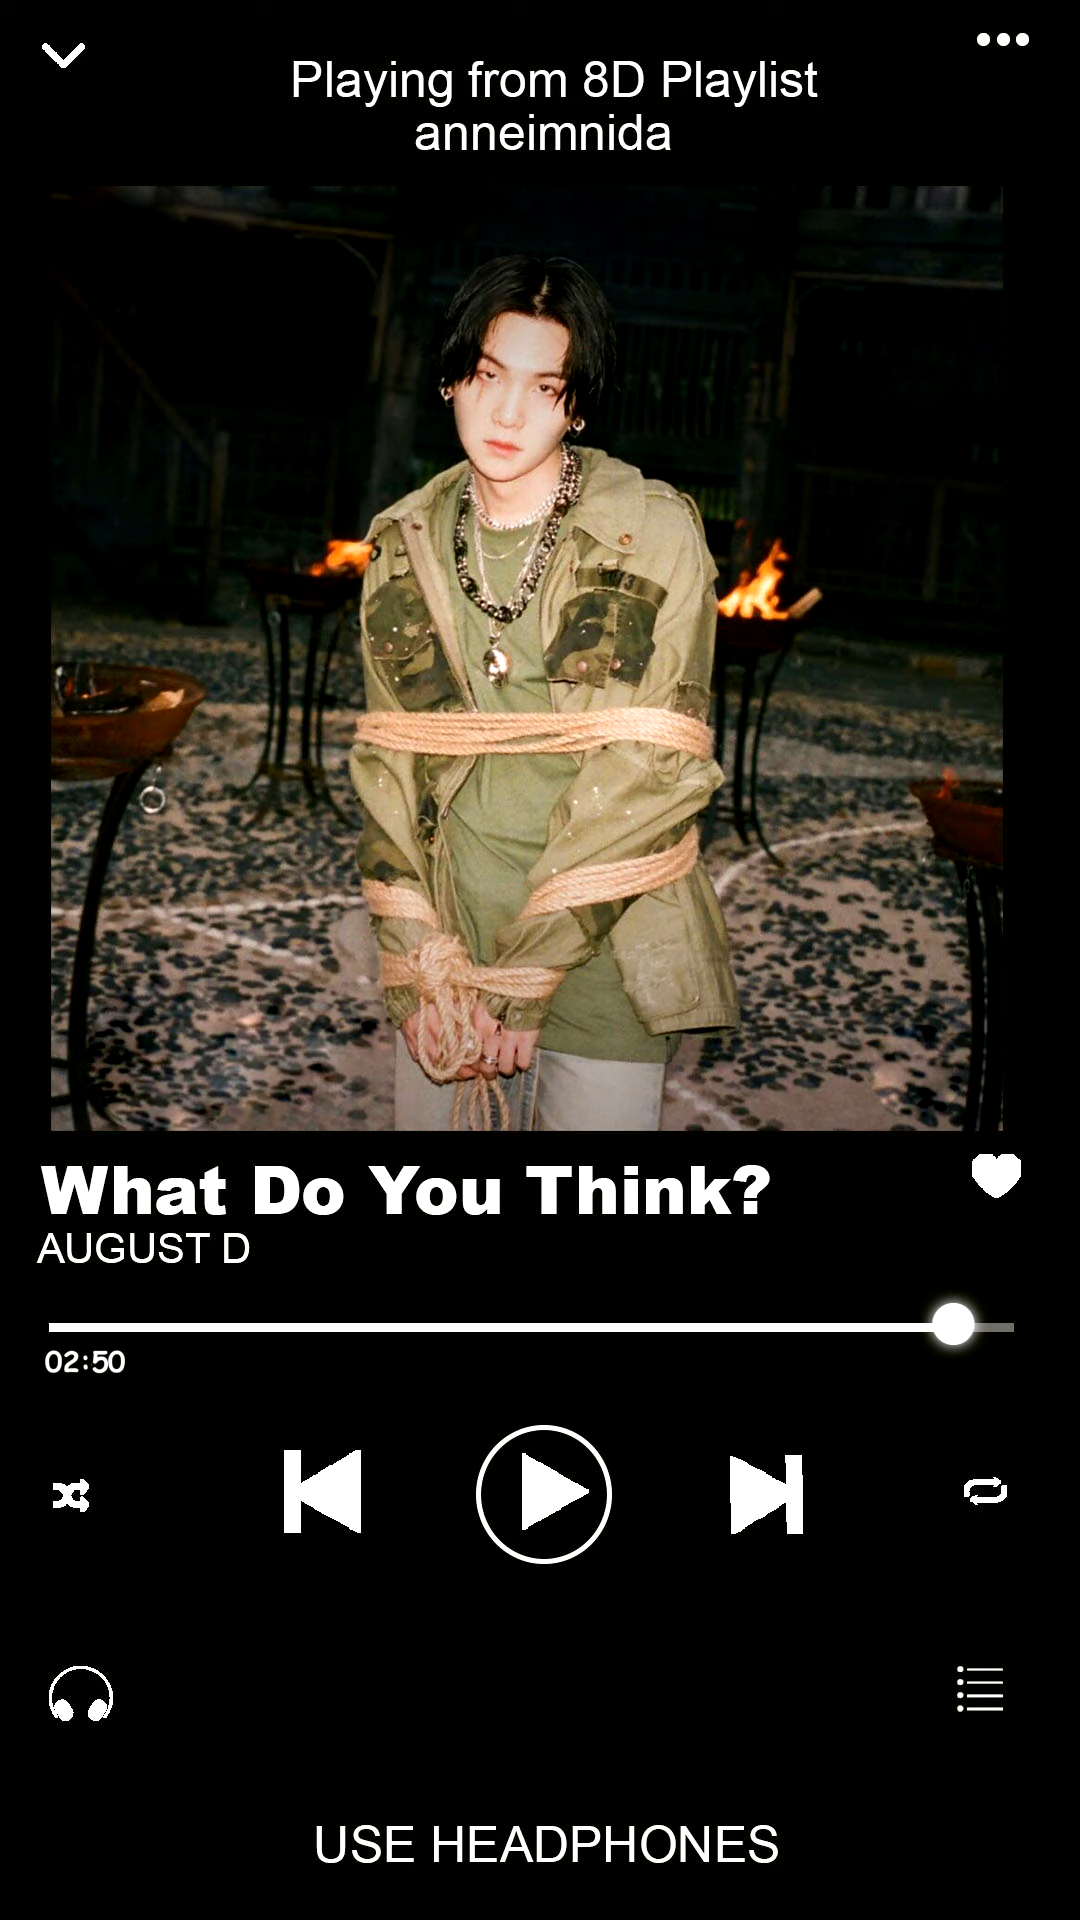 Playing from 8D Playlist
anneimnida
What Do You Think?
AUGUST D
02:50
USE HEADPHONES